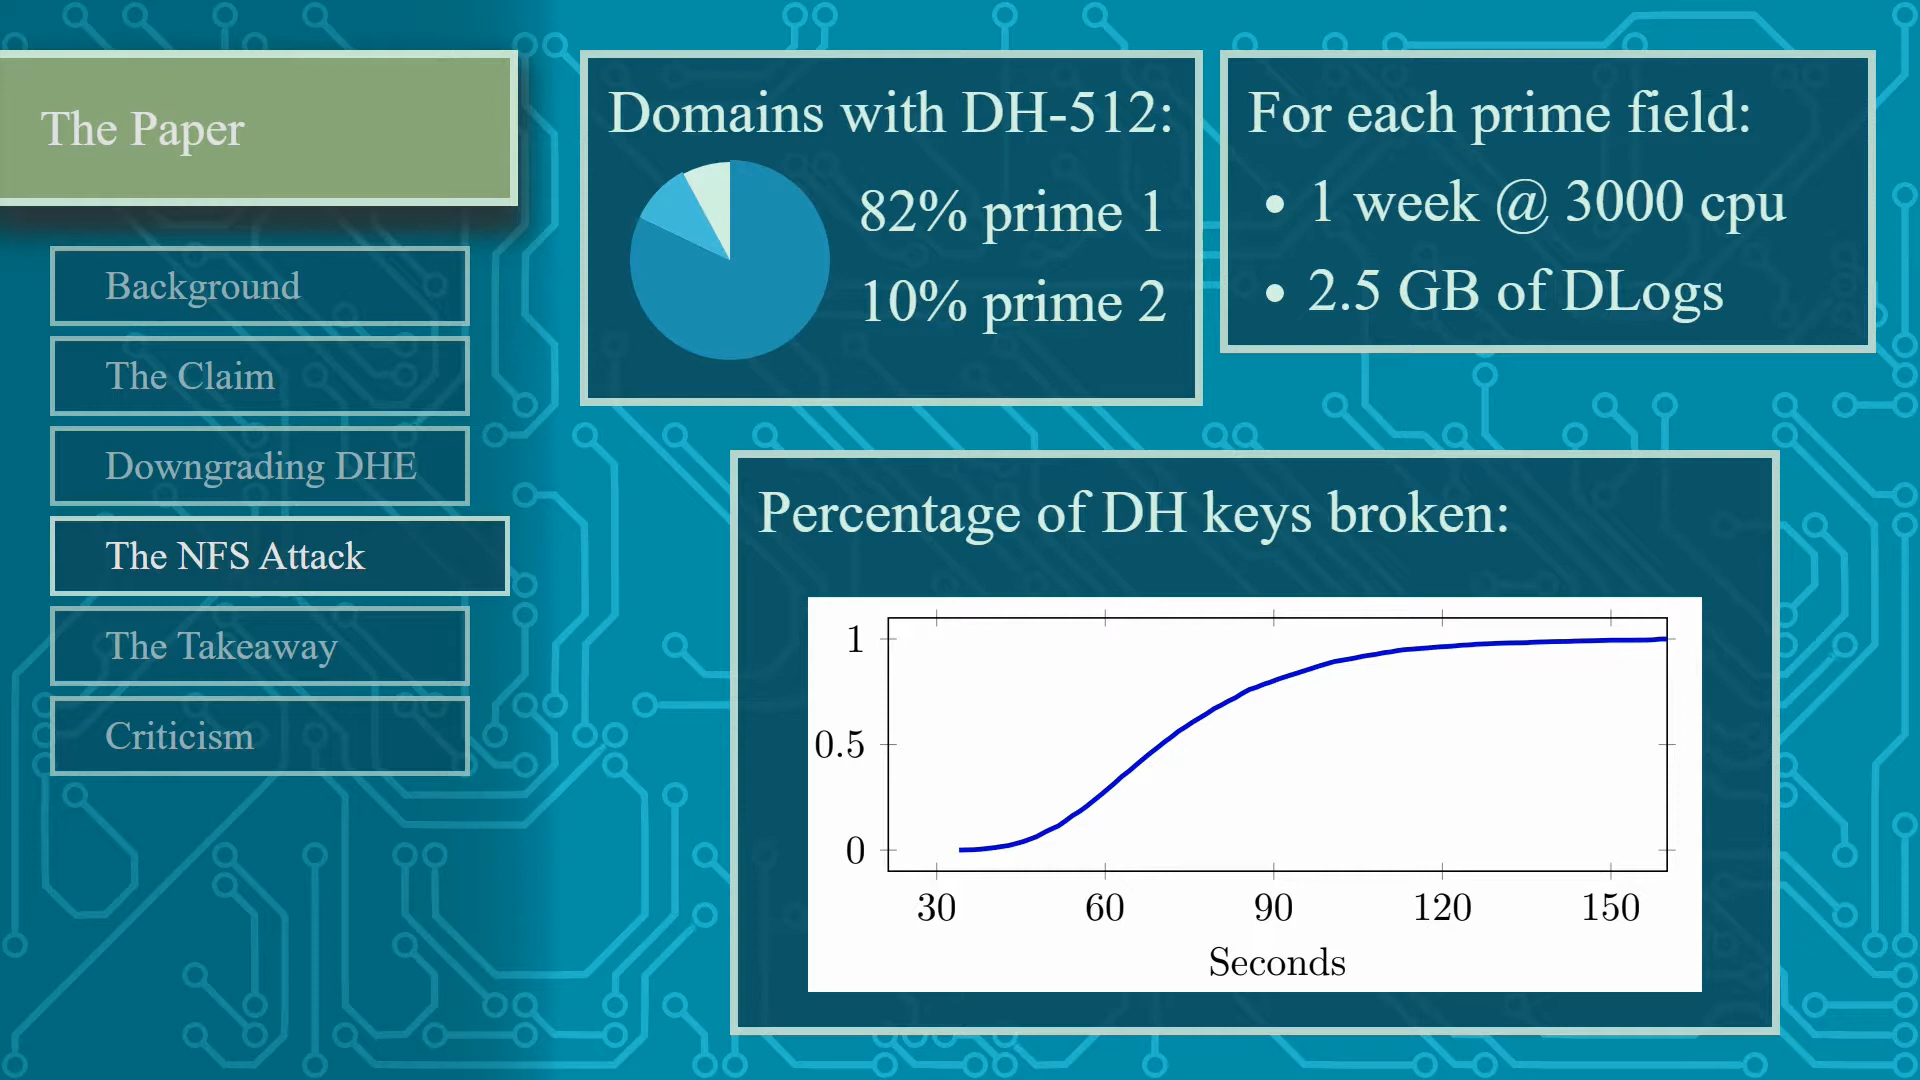 The Paper
Background
The Claim
Downgrading DHE
The NFS Attack
The Takeaway
Criticism
Domains with DH-512:
82% prime 1
10% prime 2
For each prime field:
• 1 week @ 3000 cpu
• 2.5 GB of DLogs
Percentage of DH keys broken:
1
0.5
0
30 60 90 120 150
Seconds